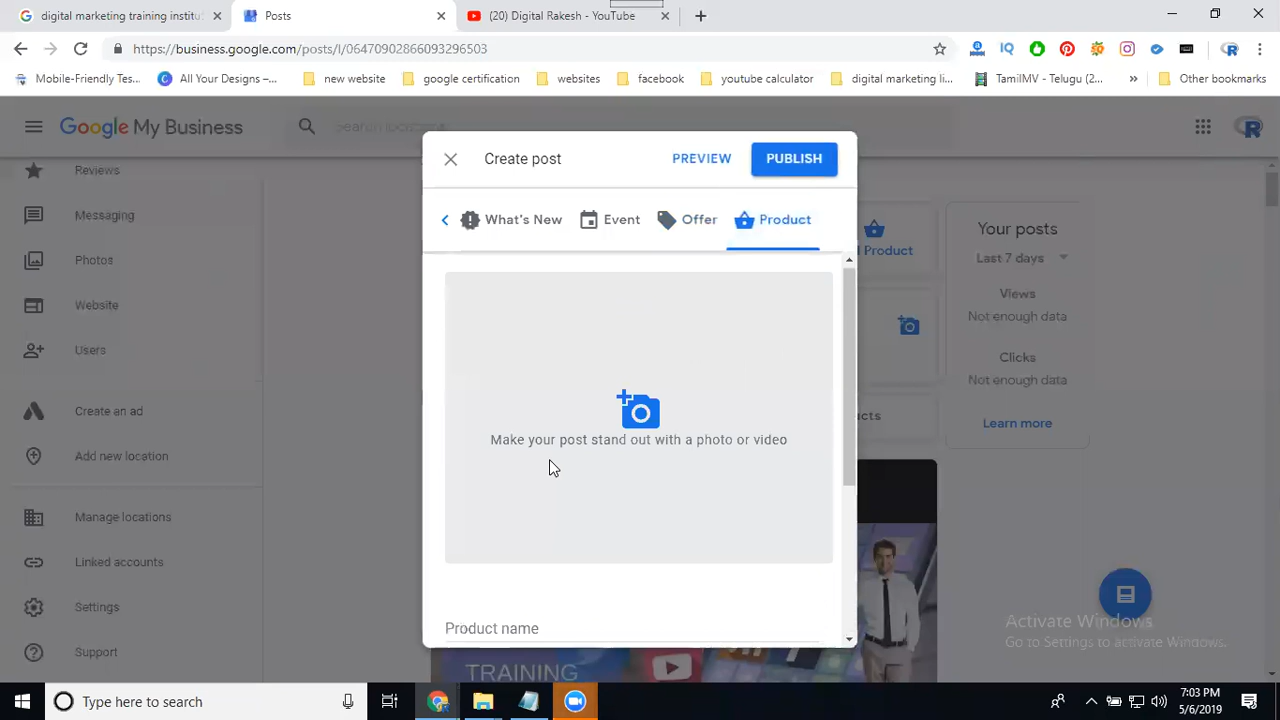 digital marketing training institu
Posts
(20) Digital Rakesh - YouTube
https://business.google.com/posts/l/06470902866093296503
Mobile-Friendly Tes...
All Your Designs –...
new website
google certification
websites
facebook
youtube calculator
digital marketing li...
TamilMV - Telugu (2...
»
Other bookmarks
Google My Business
Search locations
Create post
PREVIEW
PUBLISH
What's New
Event
Offer
Product
Make your post stand out with a photo or video
Product name
Reviews
Messaging
Photos
Website
Users
Create an ad
Add new location
Manage locations
Linked accounts
Settings
Support
Product
Your posts
Last 7 days
Views
Not enough data
Clicks
Not enough data
Learn more
TRAINING
Activate Windows
Go to Settings to activate Windows.
Type here to search
7:03 PM
5/6/2019